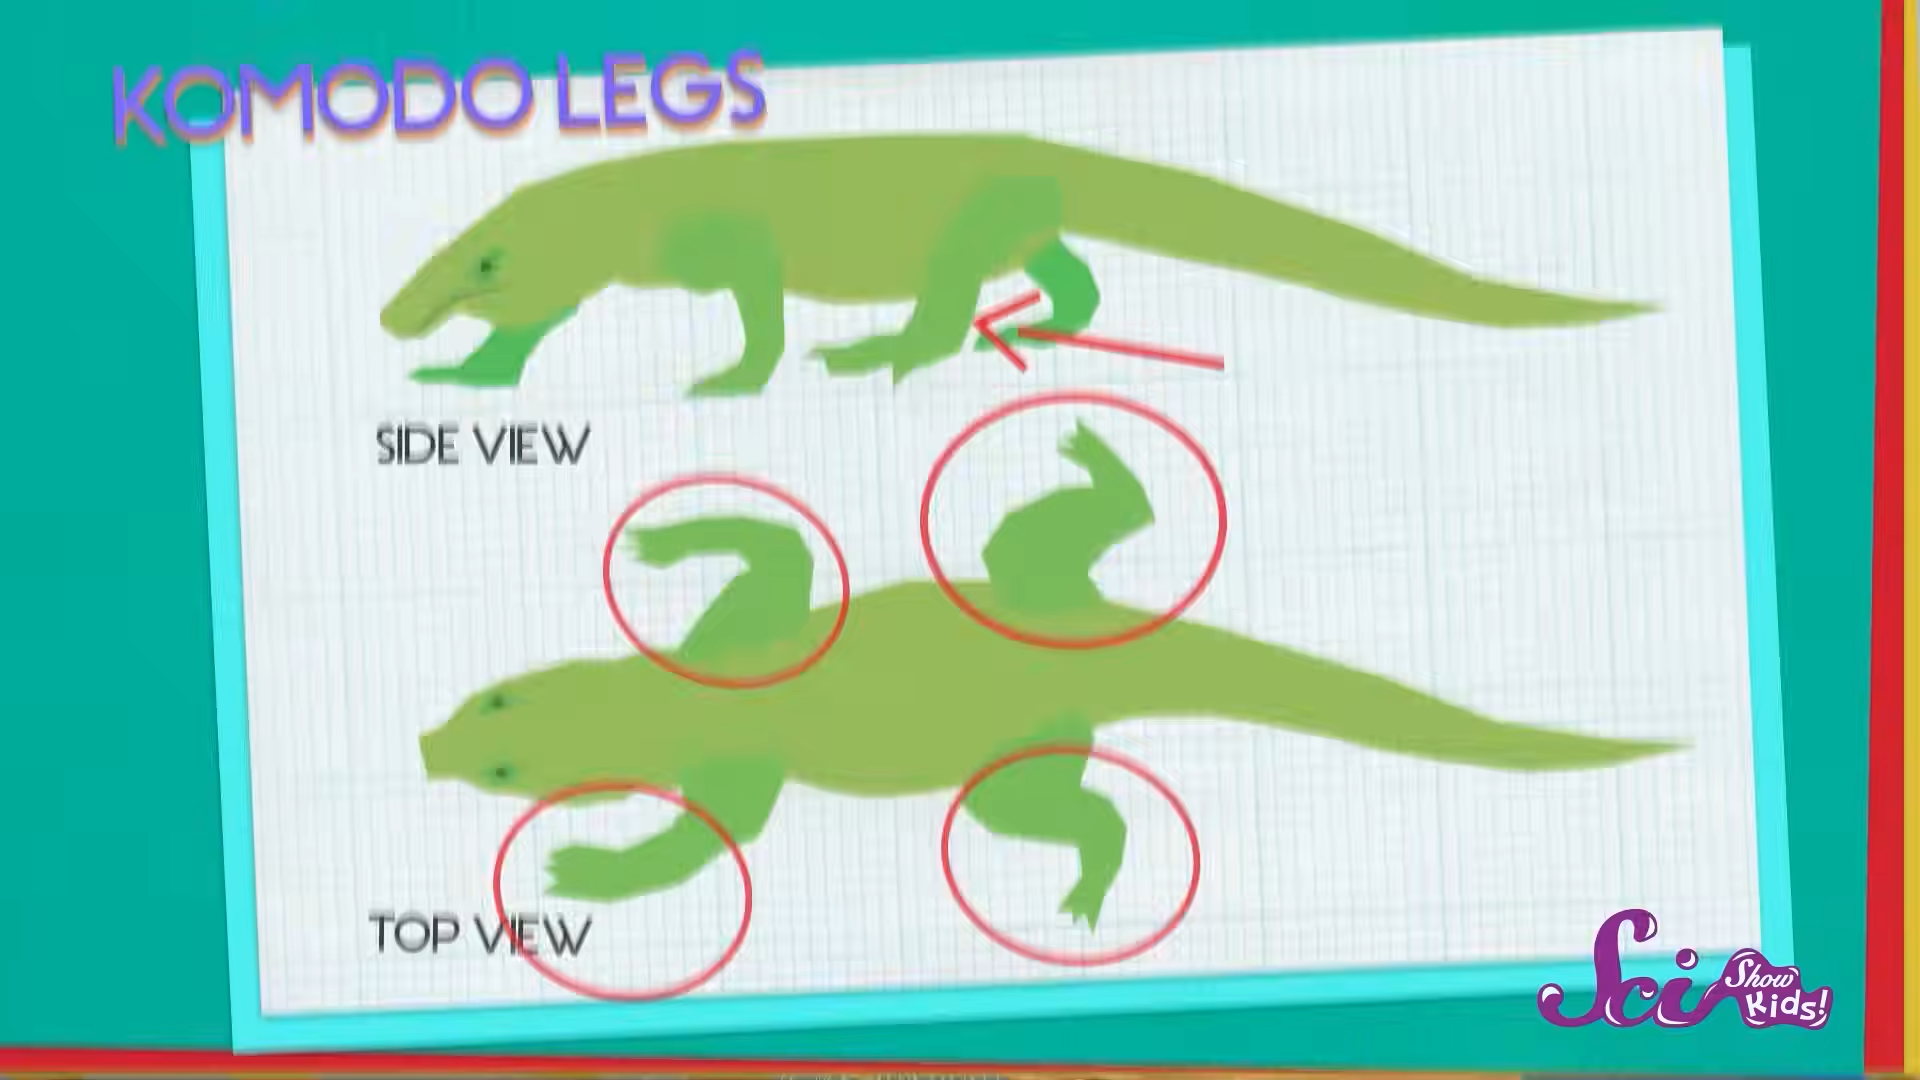 KOMODO LEGS
SIDE VIEW
TOP VIEW
Sci Show
Kids!